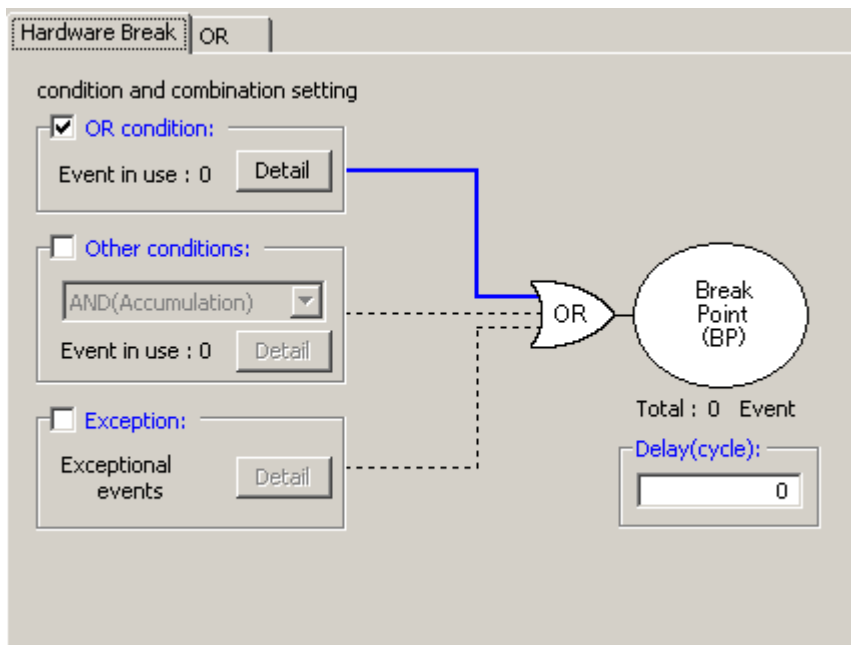 Hardware Break
OR
condition and combination setting
OR condition:
Event in use : 0
Detail
Other conditions:
AND(Accumulation)
Event in use : 0
Detail
Exception:
Exceptional
events
Detail
OR
Break
Point
(BP)
Total : 0 Event
Delay(cycle):
0